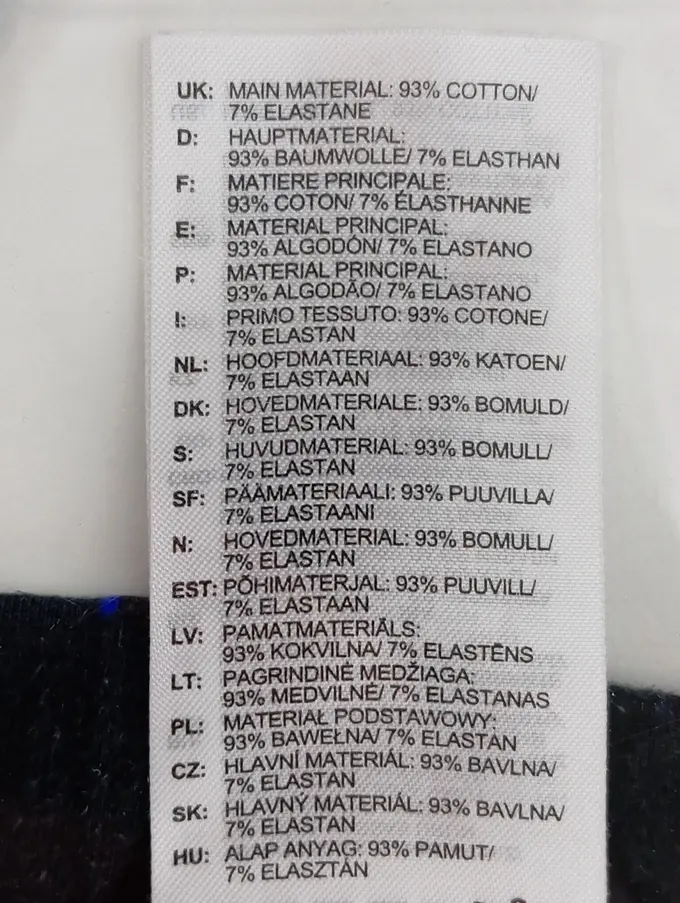 UK: MAIN MATERIAL: 93% COTTON/
7% ELASTANE
D: HAUPTMATERIAL:
93% BAUMWOLLE/ 7% ELASTHAN
F: MATIERE PRINCIPALE:
93% COTON/ 7% ÉLASTHANNE
E: MATERIAL PRINCIPAL:
93% ALGODÓN/ 7% ELASTANO
P: MATERIAL PRINCIPAL:
93% ALGODÃO/ 7% ELASTANO
I: PRIMO TESSUTO: 93% COTONE/
7% ELASTAN
NL: HOOFDMATERIAAL: 93% KATOEN/
7% ELASTAAN
DK: HOVEDMATERIALE: 93% BOMULD/
7% ELASTAN
S: HUVUDMATERIAL: 93% BOMULL/
7% ELASTAN
SF: PÄÄMATERIAALI: 93% PUUVILLA/
7% ELASTAANI
N: HOVEDMATERIAL: 93% BOMULL/
7% ELASTAN
EST: PÕHIMATERJAL: 93% PUUVILL/
7% ELASTAAN
LV: PAMATMATERIĀLS:
93% KOKVILNA/ 7% ELASTĒNS
LT: PAGRINDINĖ MEDŽIAGA:
93% MEDVILNĖ/ 7% ELASTANAS
PL: MATERIAŁ PODSTAWOWY:
93% BAWEŁNA/ 7% ELASTAN
CZ: HLAVNÍ MATERIÁL: 93% BAVLNA/
7% ELASTAN
SK: HLAVNÝ MATERIÁL: 93% BAVLNA/
7% ELASTAN
HU: ALAP ANYAG: 93% PAMUT/
7% ELASZTÁN